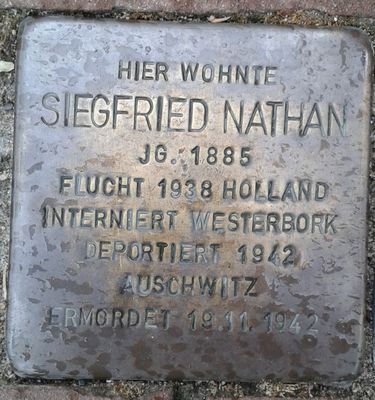 HIER WOHNTE
SIEGFRIED NATHAN
JG. 1885
FLUCHT 1938 HOLLAND
INTERNIERT WESTERBORK
DEPORTIERT 1942
AUSCHWITZ
ERMORDET 19.11.1942